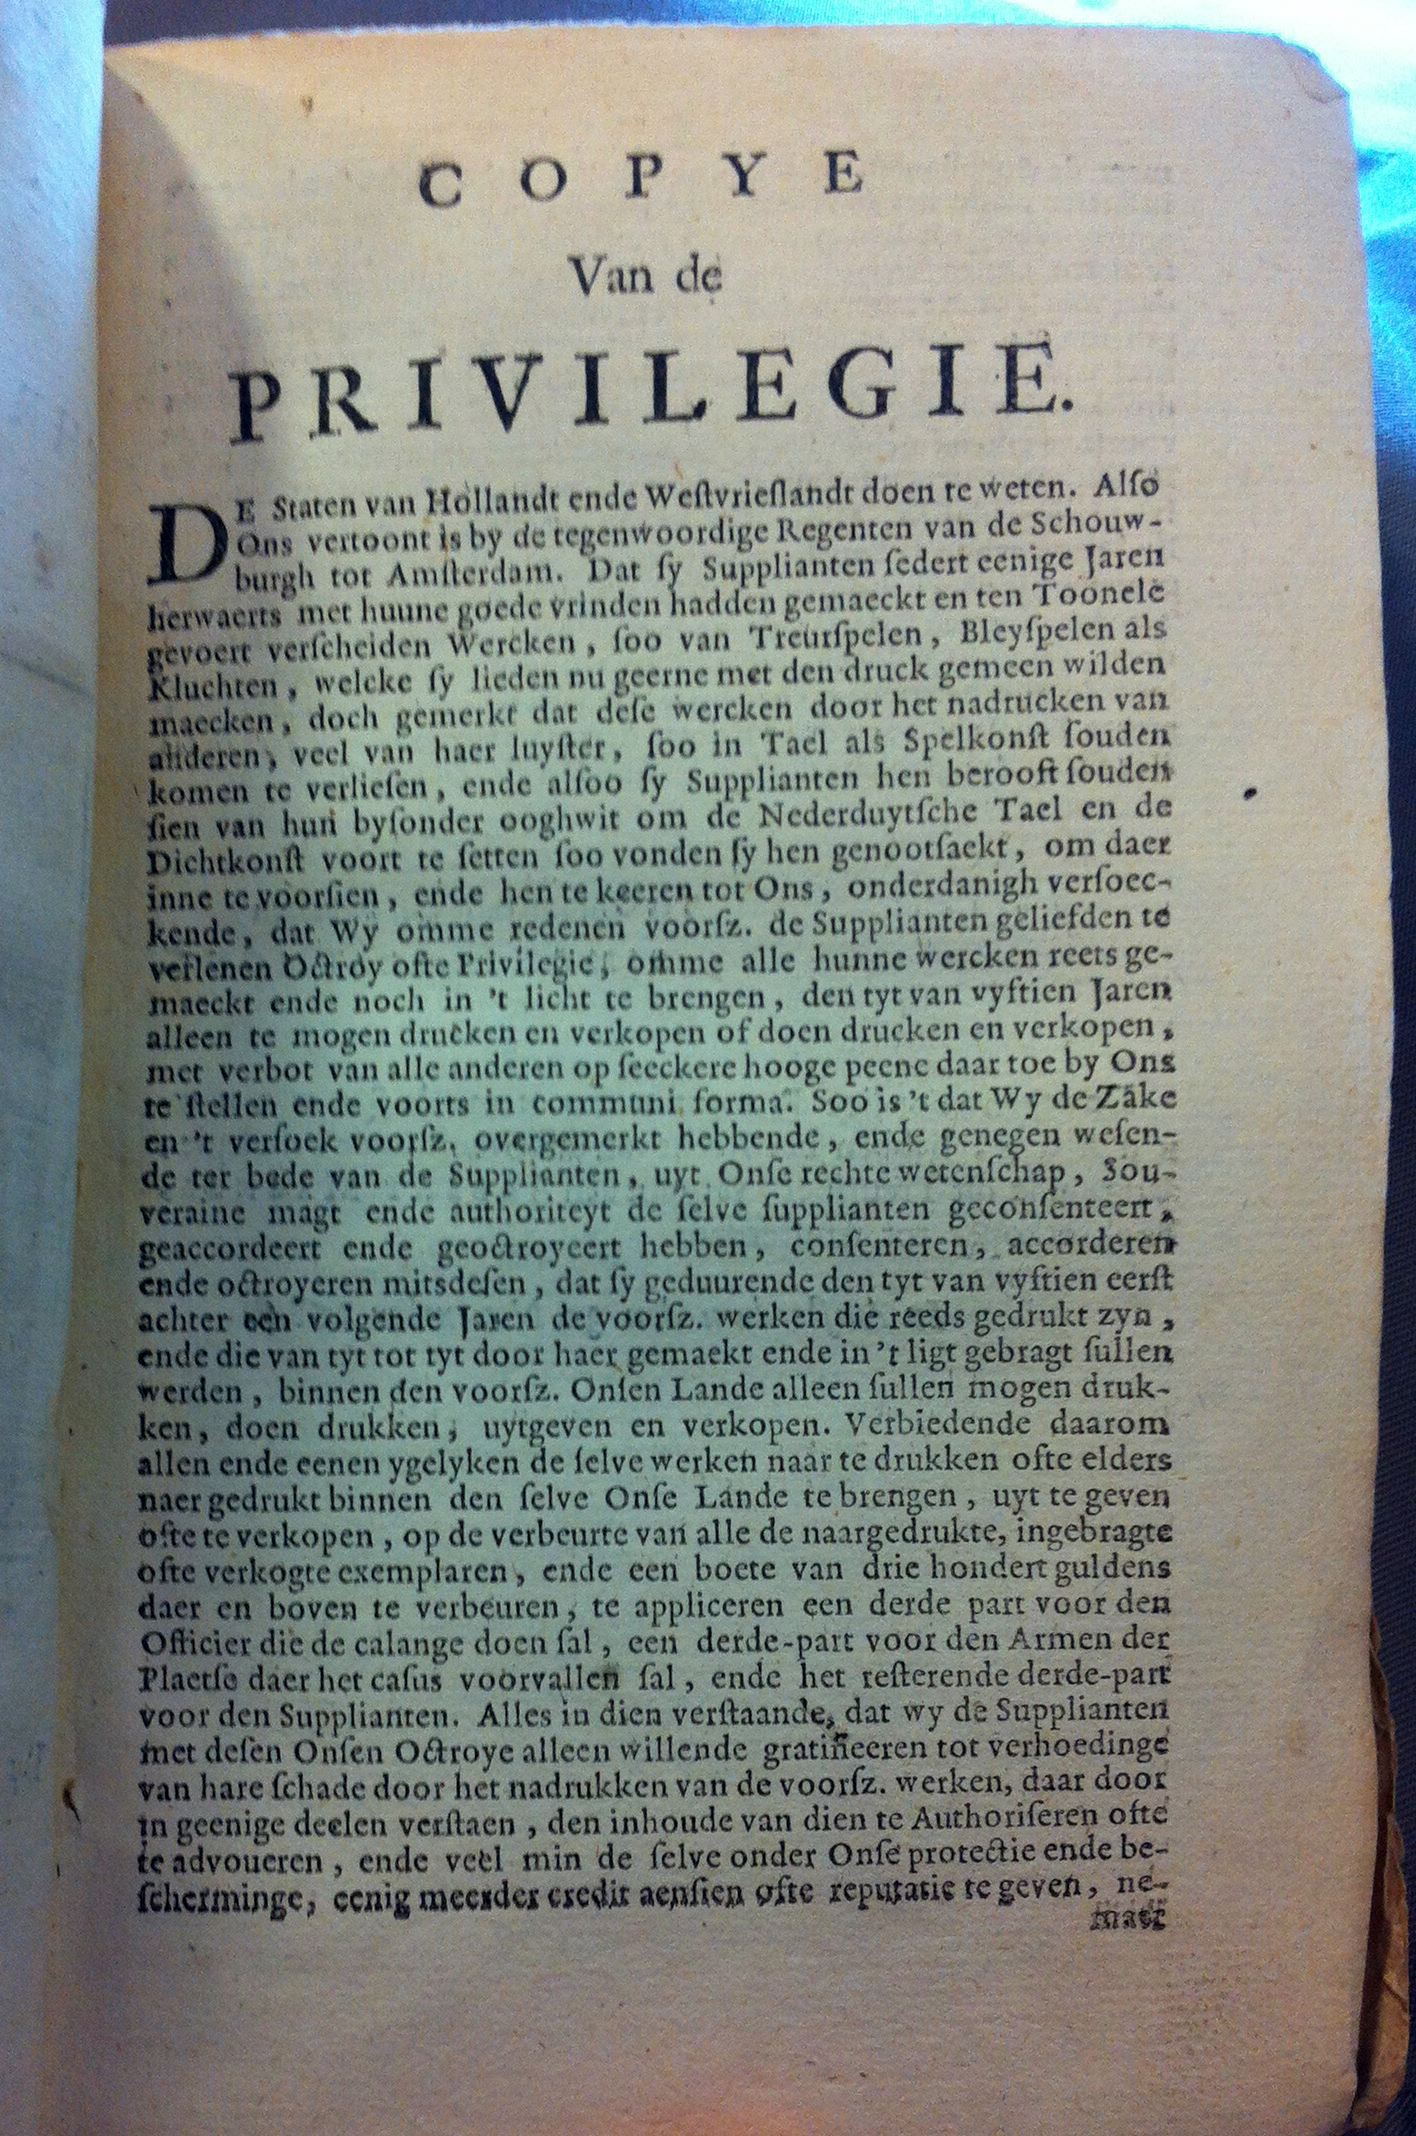 COPYE
Van de
PRIVILEGIE.
DE Staten van Hollandt ende Weſtvrieſlandt doen te weten. Alſo
Ons vertoont is by de tegenwoordige Regenten van de Schouw-
burgh tot Amſterdam. Dat ſy Supplianten ſedert eenige Jaren
herwaerts met hunne goede vrinden hadden gemaeckt en ten Toonele
gevoert verſcheiden Wercken, ſoo van Treurſpelen, Bleyſpelen als
Kluchten, welcke ſy lieden nu geerne met den druck gemeen wilden
maecken, doch gemerkt dat deſe wercken door het nadrucken van
anderen, veel van haer luyſter, ſoo in Tael als Spelkonſt ſouden
komen te verlieſen, ende alſoo ſy Supplianten hen berooft ſouden
ſien van hun byſonder ooghwit om de Nederduytſche Tael en de
Dichtkonſt voort te ſetten ſoo vonden ſy hen genootſaekt, om daer
inne te voorſien, ende hen te keeren tot Ons, onderdanigh verſoec-
kende, dat Wy omme redenen voorſz. de Supplianten geliefden te
verlenen Octroy ofte Privilegie, omme alle hunne wercken reets ge-
maeckt ende noch in 't licht te brengen, den tyt van vyftien Jaren
alleen te mogen drucken en verkopen of doen drucken en verkopen,
met verbot van alle anderen op ſeeckere hooge peene daar toe by Ons
te ſtellen ende voorts in communi forma. Soo is 't dat Wy de Zake
en 't verſoek voorſz. overgemerkt hebbende, ende genegen weſen-
de ter bede van de Supplianten, uyt Onſe rechte wetenſchap, Sou-
veraine magt ende authoriteyt de ſelve ſupplianten geconſenteert,
geaccordeert ende geoctroyeert hebben, conſenteren, accorderen
ende octroyeren mitsdeſen, dat ſy geduurende den tyt van vyftien eerſt
achter een volgende Jaren de voorſz. werken die reeds gedrukt zyn,
ende die van tyt tot tyt door haer gemaekt ende in 't ligt gebragt ſullen
werden, binnen den voorſz. Onſen Lande alleen ſullen mogen druk-
ken, doen drukken, uytgeven en verkopen. Verbiedende daarom
allen ende eenen ygelyken de ſelve werken naar te drukken ofte elders
naer gedrukt binnen den ſelve Onſe Lande te brengen, uyt te geven
ofte te verkopen, op de verbeurte van alle de naargedrukte, ingebragte
ofte verkogte exemplaren, ende een boete van drie hondert guldens
daer en boven te verbeuren, te appliceren een derde part voor den
Officier die de calange doen ſal, een derde-part voor den Armen der
Plaetſe daer het caſus voorvallen ſal, ende het reſterende derde-part
voor den Supplianten. Alles in dien verſtaande, dat wy de Supplianten
met deſen Onſen Octroye alleen willende gratificeren tot verhoedinge
van hare ſchade door het nadrukken van de voorſz. werken, daar door
in geenige deelen verſtaen, den inhoude van dien te Authoriſeren ofte
te advoueren, ende veel min de ſelve onder Onſe protectie ende be-
ſcherminge, eenig meerder credit aenſien ofte reputatie te geven, ne-
maer